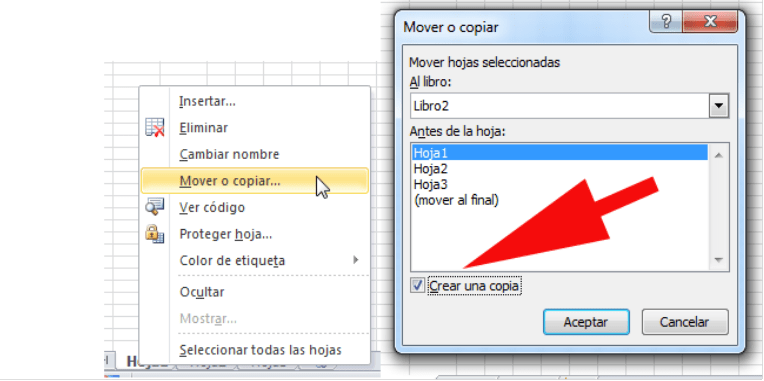 Insertar...
Eliminar
Cambiar nombre
Mover o copiar...
Ver código
Proteger hoja...
Color de etiqueta
Ocultar
Mostrar...
Seleccionar todas las hojas
Mover o copiar
Mover hojas seleccionadas
Al libro:
Libro2
Antes de la hoja:
Hoja1
Hoja2
Hoja3
(mover al final)
Crear una copia
Aceptar
Cancelar